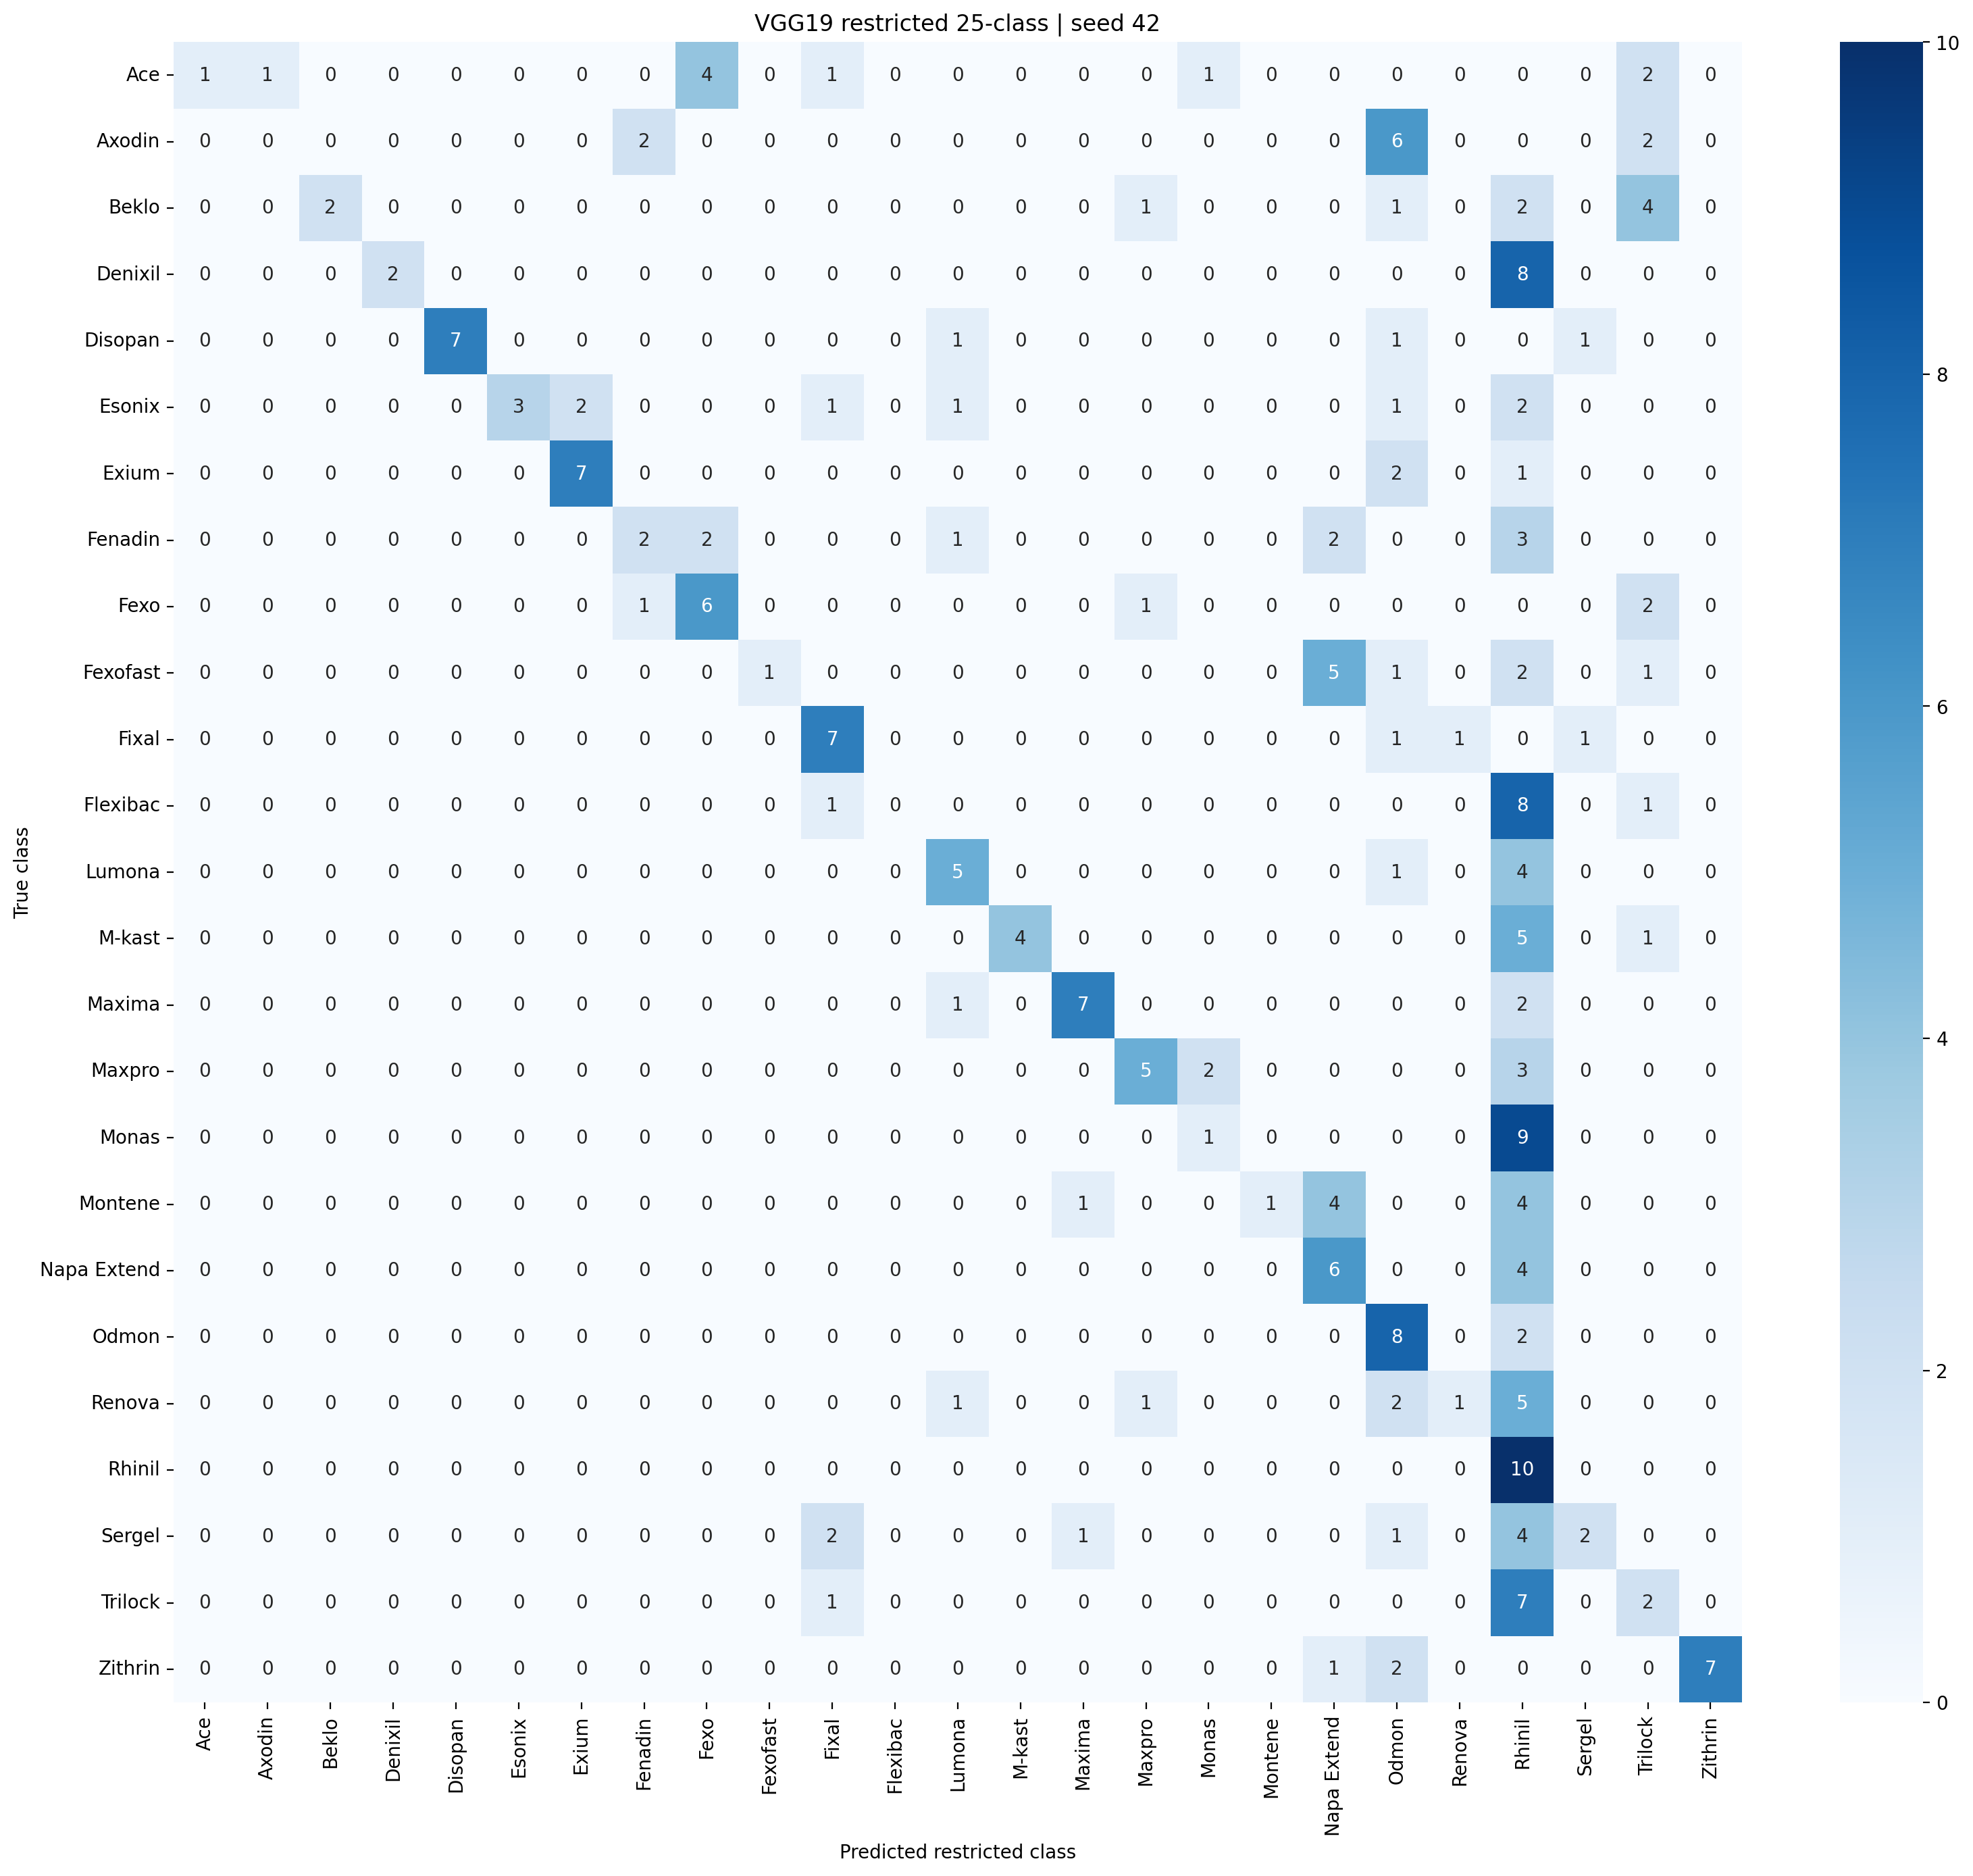 VGG19 restricted 25-class | seed 42
Ace 1 1 0 0 0 0 0 0 4 0 1 0 0 0 0 0 1 0 0 0 0 0 0 2 0
Axodin 0 0 0 0 0 0 0 2 0 0 0 0 0 0 0 0 0 0 0 6 0 0 0 2 0
Beklo 0 0 2 0 0 0 0 0 0 0 0 0 0 0 0 1 0 0 0 1 0 2 0 4 0
Denixil 0 0 0 2 0 0 0 0 0 0 0 0 0 0 0 0 0 0 0 0 0 8 0 0 0
Disopan 0 0 0 0 7 0 0 0 0 0 0 0 1 0 0 0 0 0 0 1 0 0 1 0 0
Esonix 0 0 0 0 0 3 2 0 0 0 1 0 1 0 0 0 0 0 0 1 0 2 0 0 0
Exium 0 0 0 0 0 0 7 0 0 0 0 0 0 0 0 0 0 0 0 2 0 1 0 0 0
Fenadin 0 0 0 0 0 0 0 2 2 0 0 0 1 0 0 0 0 0 2 0 0 3 0 0 0
Fexo 0 0 0 0 0 0 0 1 6 0 0 0 0 0 0 1 0 0 0 0 0 0 0 2 0
Fexofast 0 0 0 0 0 0 0 0 0 1 0 0 0 0 0 0 0 0 5 1 0 2 0 1 0
Fixal 0 0 0 0 0 0 0 0 0 0 7 0 0 0 0 0 0 0 0 1 1 0 1 0 0
Flexibac 0 0 0 0 0 0 0 0 0 0 1 0 0 0 0 0 0 0 0 0 0 8 0 1 0
Lumona 0 0 0 0 0 0 0 0 0 0 0 0 5 0 0 0 0 0 0 1 0 4 0 0 0
M-kast 0 0 0 0 0 0 0 0 0 0 0 0 0 4 0 0 0 0 0 0 0 5 0 1 0
Maxima 0 0 0 0 0 0 0 0 0 0 0 0 1 0 7 0 0 0 0 0 0 2 0 0 0
Maxpro 0 0 0 0 0 0 0 0 0 0 0 0 0 0 0 5 2 0 0 0 0 3 0 0 0
Monas 0 0 0 0 0 0 0 0 0 0 0 0 0 0 0 0 1 0 0 0 0 9 0 0 0
Montene 0 0 0 0 0 0 0 0 0 0 0 0 0 0 1 0 0 1 4 0 0 4 0 0 0
Napa Extend 0 0 0 0 0 0 0 0 0 0 0 0 0 0 0 0 0 0 6 0 0 4 0 0 0
Odmon 0 0 0 0 0 0 0 0 0 0 0 0 0 0 0 0 0 0 0 8 0 2 0 0 0
Renova 0 0 0 0 0 0 0 0 0 0 0 0 1 0 0 1 0 0 0 2 1 5 0 0 0
Rhinil 0 0 0 0 0 0 0 0 0 0 0 0 0 0 0 0 0 0 0 0 0 10 0 0 0
Sergel 0 0 0 0 0 0 0 0 0 0 2 0 0 0 1 0 0 0 0 1 0 4 2 0 0
Trilock 0 0 0 0 0 0 0 0 0 0 1 0 0 0 0 0 0 0 0 0 0 7 0 2 0
Zithrin 0 0 0 0 0 0 0 0 0 0 0 0 0 0 0 0 0 0 1 2 0 0 0 0 7
Ace Axodin Beklo Denixil Disopan Esonix Exium Fenadin Fexo Fexofast Fixal Flexibac Lumona M-kast Maxima Maxpro Monas Montene Napa Extend Odmon Renova Rhinil Sergel Trilock Zithrin
Predicted restricted class
True class
10
8
6
4
2
0